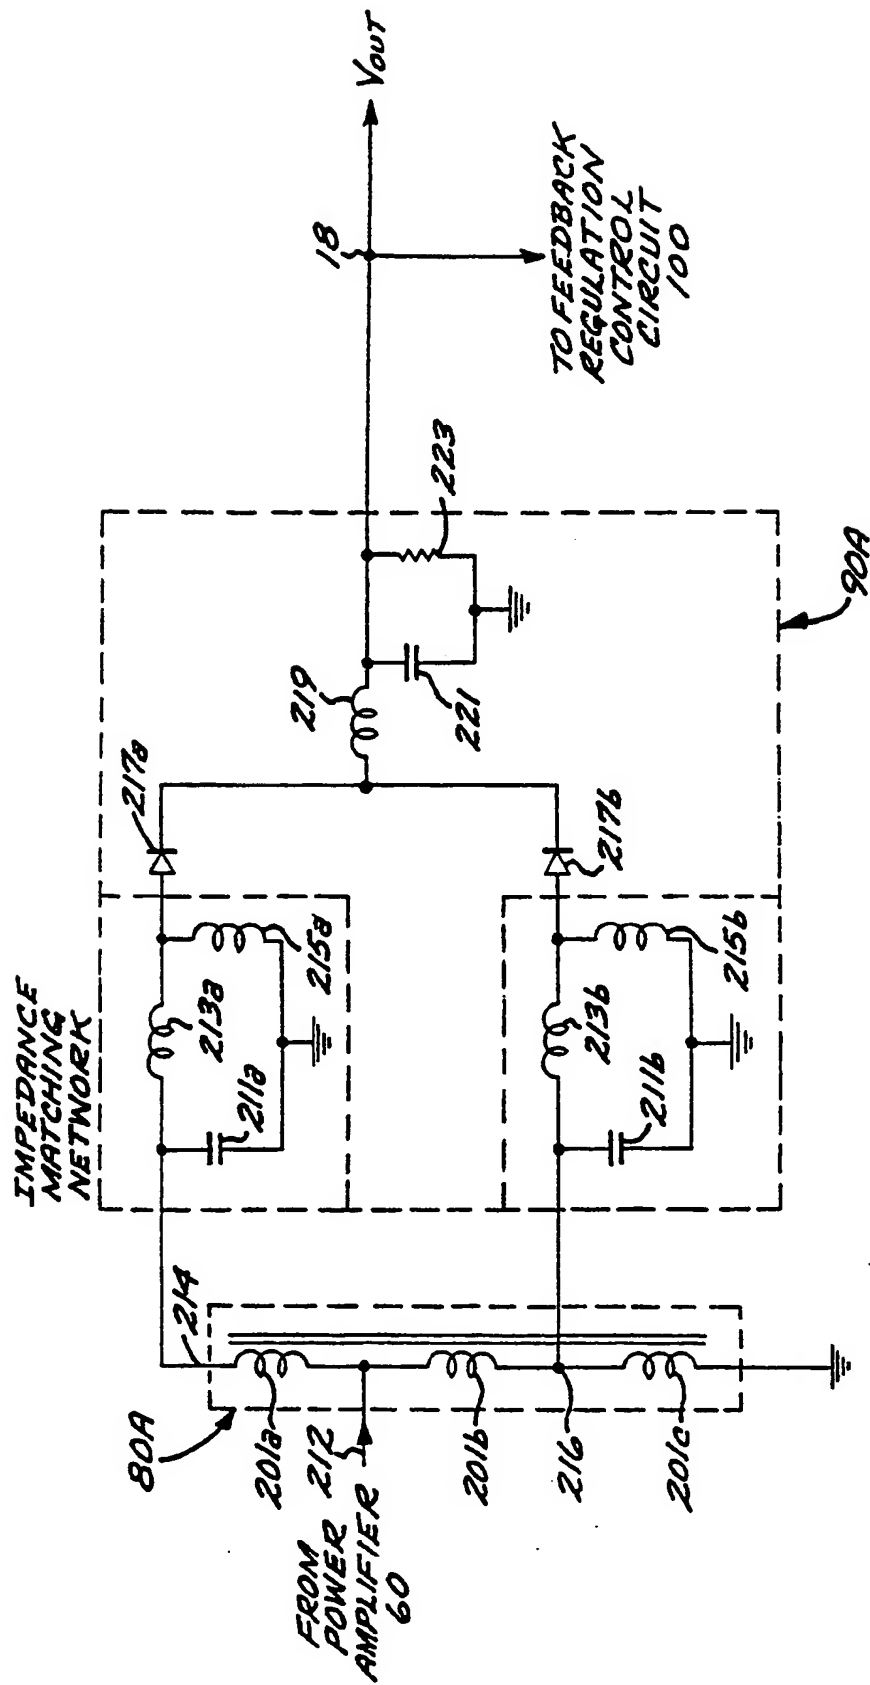 IMPEDANCE
MATCHING
NETWORK
80A
214
201a
FROM 212
POWER
AMPLIFIER
60
201b
216
201c
211a
213a
215a
211b
213b
215b
217a
217b
219
221
223
90A
18
VOUT
TO FEEDBACK
REGULATION
CONTROL
CIRCUIT
100